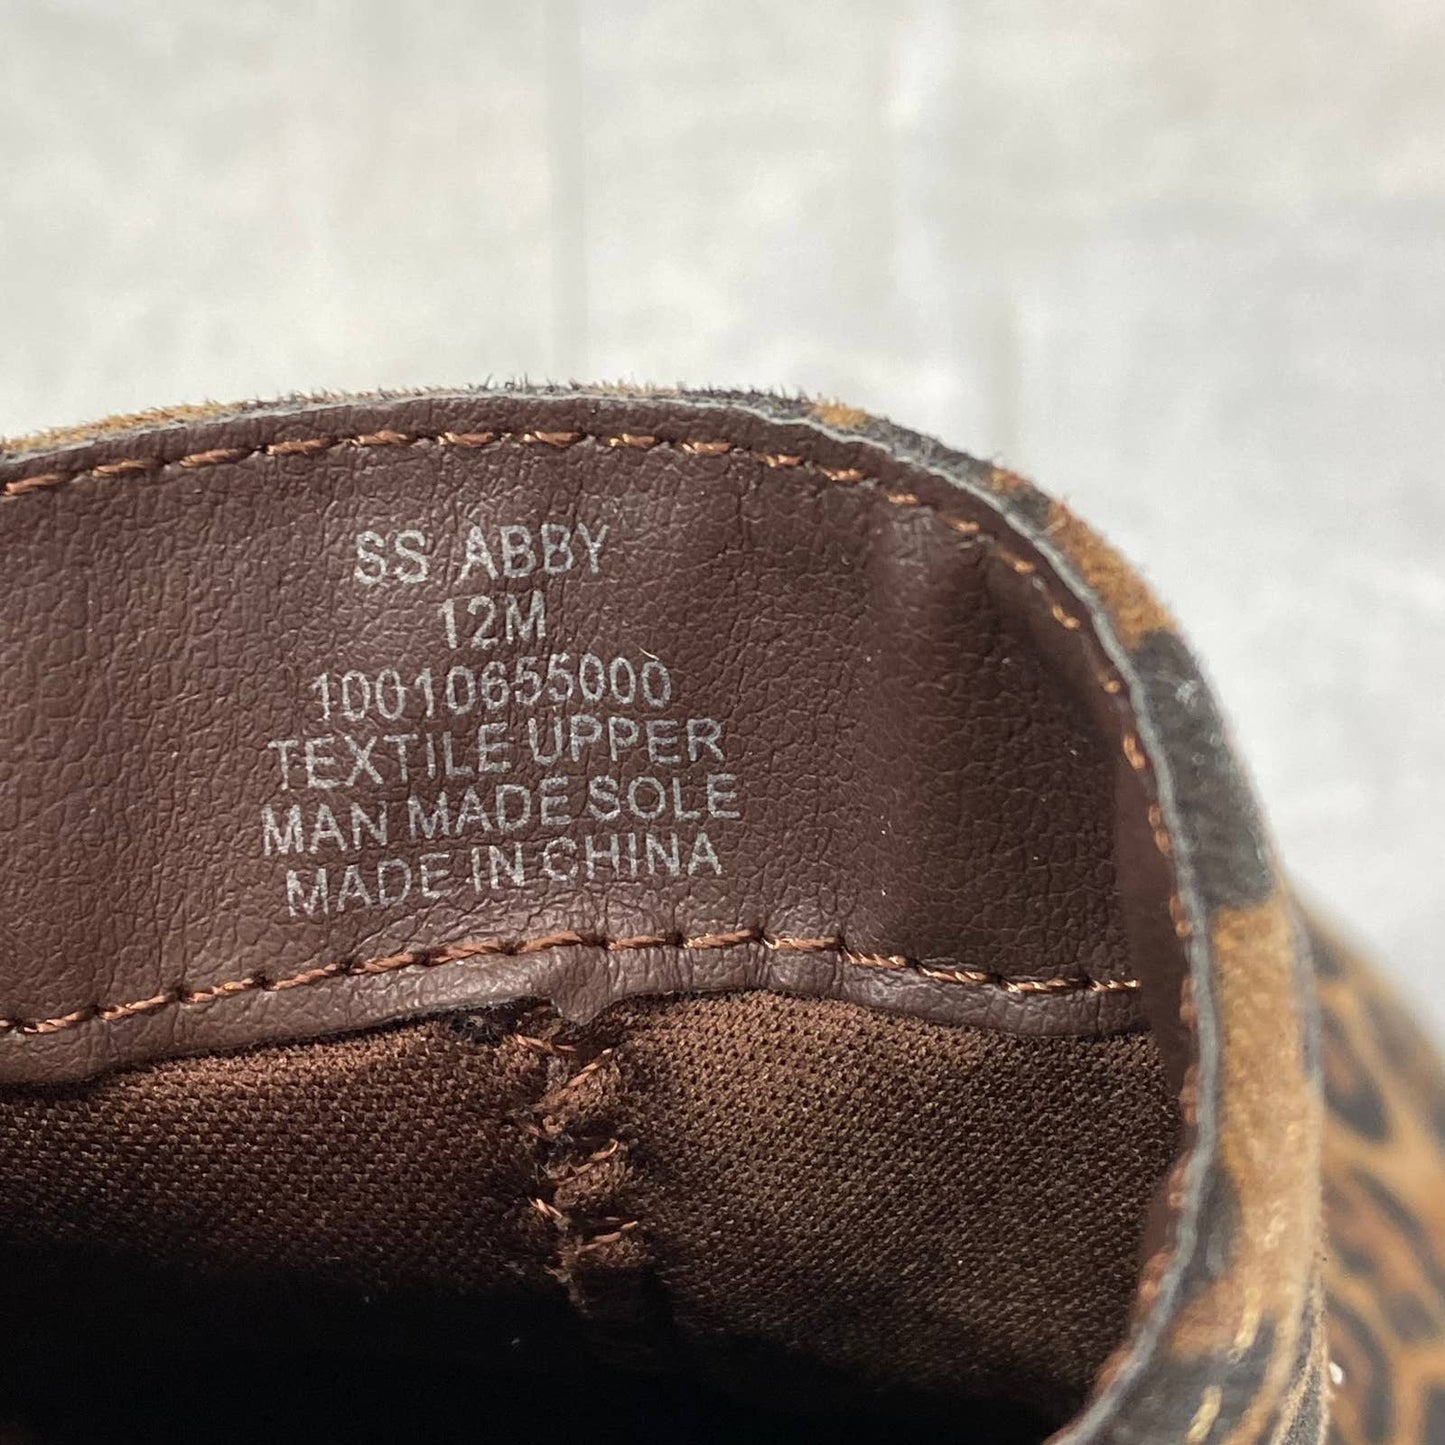 SS ABBY
12M
10010655000
TEXTILE UPPER
MAN MADE SOLE
MADE IN CHINA